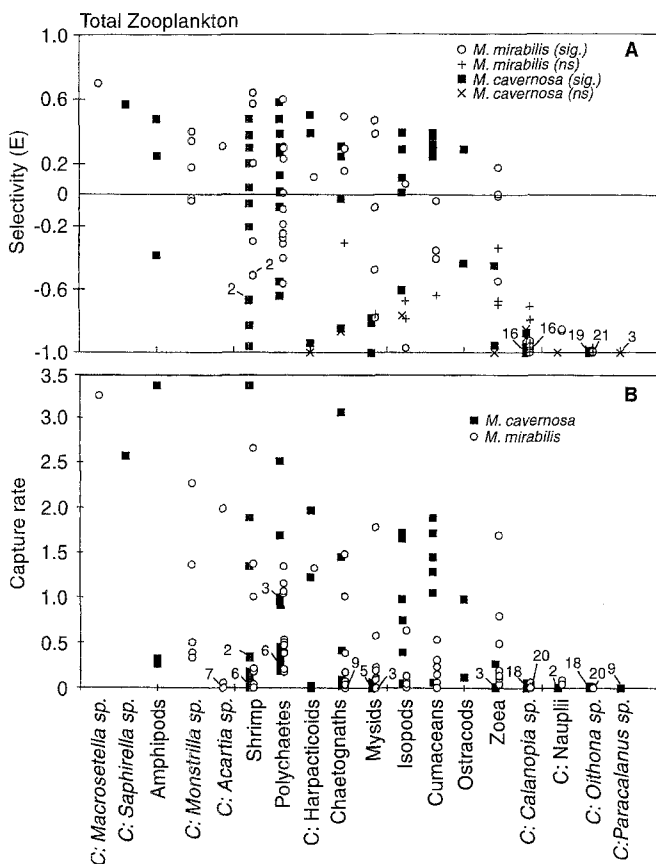 Total Zooplankton
A
M. mirabilis (sig.)
M. mirabilis (ns)
M. cavernosa (sig.)
M. cavernosa (ns)
Selectivity (E)
1.0
0.6
0.2
0
-0.2
-0.6
-1.0
2
2
16
16
19
21
3
B
M. cavernosa
M. mirabilis
Capture rate
3.5
3.0
2.5
2.0
1.5
1.0
0.5
0
7
2
6
3
6
9
5
3
3
18
20
2
18
20
9
C: Macrosetella sp.
C: Saphirella sp.
Amphipods
C: Monstrilla sp.
C: Acartia sp.
Shrimp
Polychaetes
C: Harpacticoids
Chaetognaths
Mysids
Isopods
Cumaceans
Ostracods
Zoea
C: Calanopia sp.
C: Nauplii
C: Oithona sp.
C:Paracalanus sp.